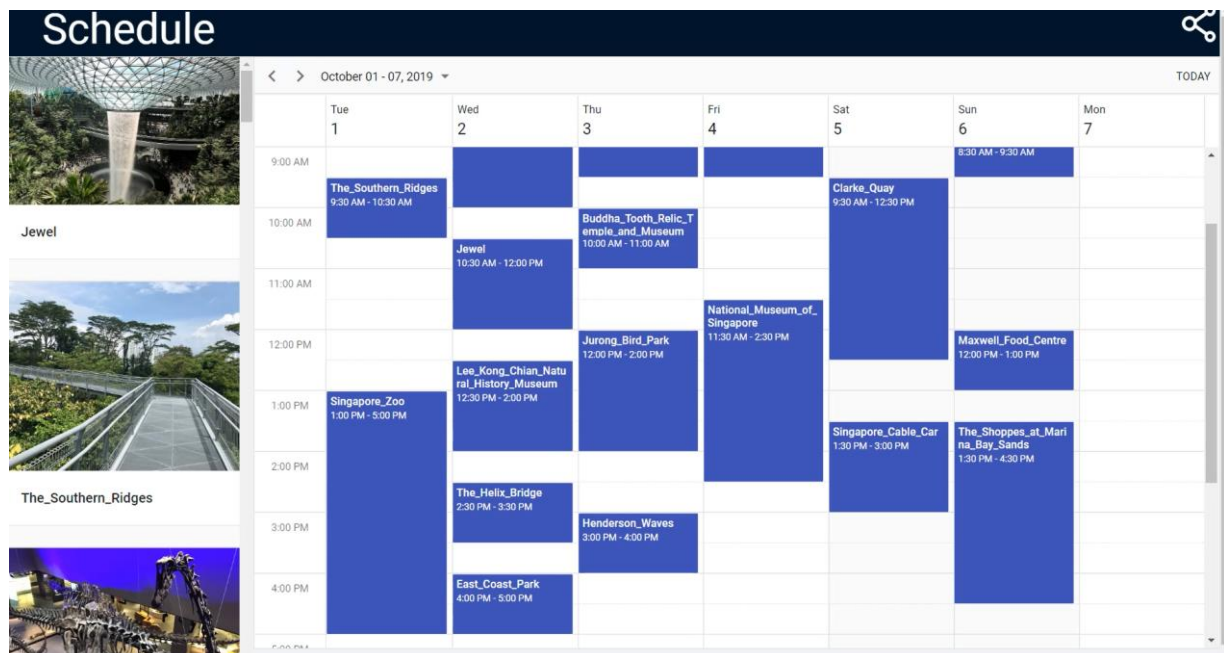 Schedule
October 01 - 07, 2019
TODAY
Tue
1
Wed
2
Thu
3
Fri
4
Sat
5
Sun
6
Mon
7
9:00 AM
10:00 AM
11:00 AM
12:00 PM
1:00 PM
2:00 PM
3:00 PM
4:00 PM
5:00 PM
The_Southern_Ridges
9:30 AM - 10:30 AM
Singapore_Zoo
1:00 PM - 5:00 PM
Jewel
10:30 AM - 12:00 PM
Lee_Kong_Chian_Natu
ral_History_Museum
12:30 PM - 2:00 PM
The_Helix_Bridge
2:30 PM - 3:30 PM
East_Coast_Park
4:00 PM - 5:00 PM
Buddha_Tooth_Relic_T
emple_and_Museum
10:00 AM - 11:00 AM
Jurong_Bird_Park
12:00 PM - 2:00 PM
Henderson_Waves
3:00 PM - 4:00 PM
National_Museum_of_
Singapore
11:30 AM - 2:30 PM
Clarke_Quay
9:30 AM - 12:30 PM
Singapore_Cable_Car
1:30 PM - 3:00 PM
8:30 AM - 9:30 AM
Maxwell_Food_Centre
12:00 PM - 1:00 PM
The_Shoppes_at_Mari
na_Bay_Sands
1:30 PM - 4:30 PM
Jewel
The_Southern_Ridges